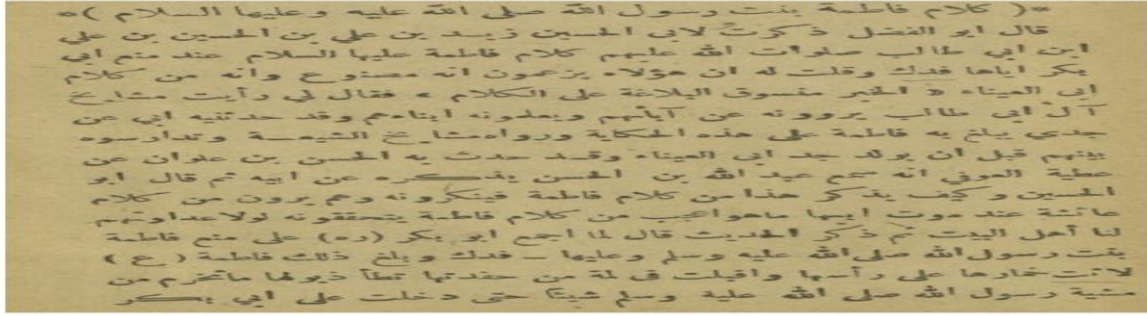 *( كلام فاطمة بنت رسول الله صلى الله عليه وعليها السلام )*
قال ابو الفضل ذكرت لابي الحسين زيد بن علي بن الحسين بن علي
ابن ابي طالب صلوات الله عليهم كلام فاطمة عليها السلام عند منع ابي
بكر اياها فدك وقلت له ان هؤلاء يزعمون انه مصنوع وانه من كلام
ابي العيناء « الخبر منسوق البلاغة على الكلام » فقال لي رأيت مشايخ
آل ابي طالب يروونه عن آبائهم ويعلمونه ابناءهم وقد حدثنيه ابي عن
جدي يبلغ به فاطمة على هذه الحكاية ورواه مشايخ الشيعة وتدارسوه
بينهم قبل ان يولد جد ابي العيناء وقد حدث به الحسن بن علوان عن
عطية العوفي انه سمع عبد الله بن الحسن يذكره عن ابيه ثم قال ابو
الحسين وكيف يذكر هذا من كلام فاطمة فينكرونه وهم يرون من كلام
عائشة عند موت ابيها ما هو اعجب من كلام فاطمة يتحققونه لولا عداوتهم
لنا أهل البيت ثم ذكر الحديث قال لما أجمع ابو بكر (ره) على منع فاطمة
بنت رسول الله صلى الله عليه وسلم وعليها - فدك وبلغ ذلك فاطمة ( ع )
لاثت خمارها على رأسها واقبلت في لمة من حفدتها تطأ ذيولها ما تخرم من
مشية رسول الله صلى الله عليه وسلم شيئا حتى دخلت على ابي بكر